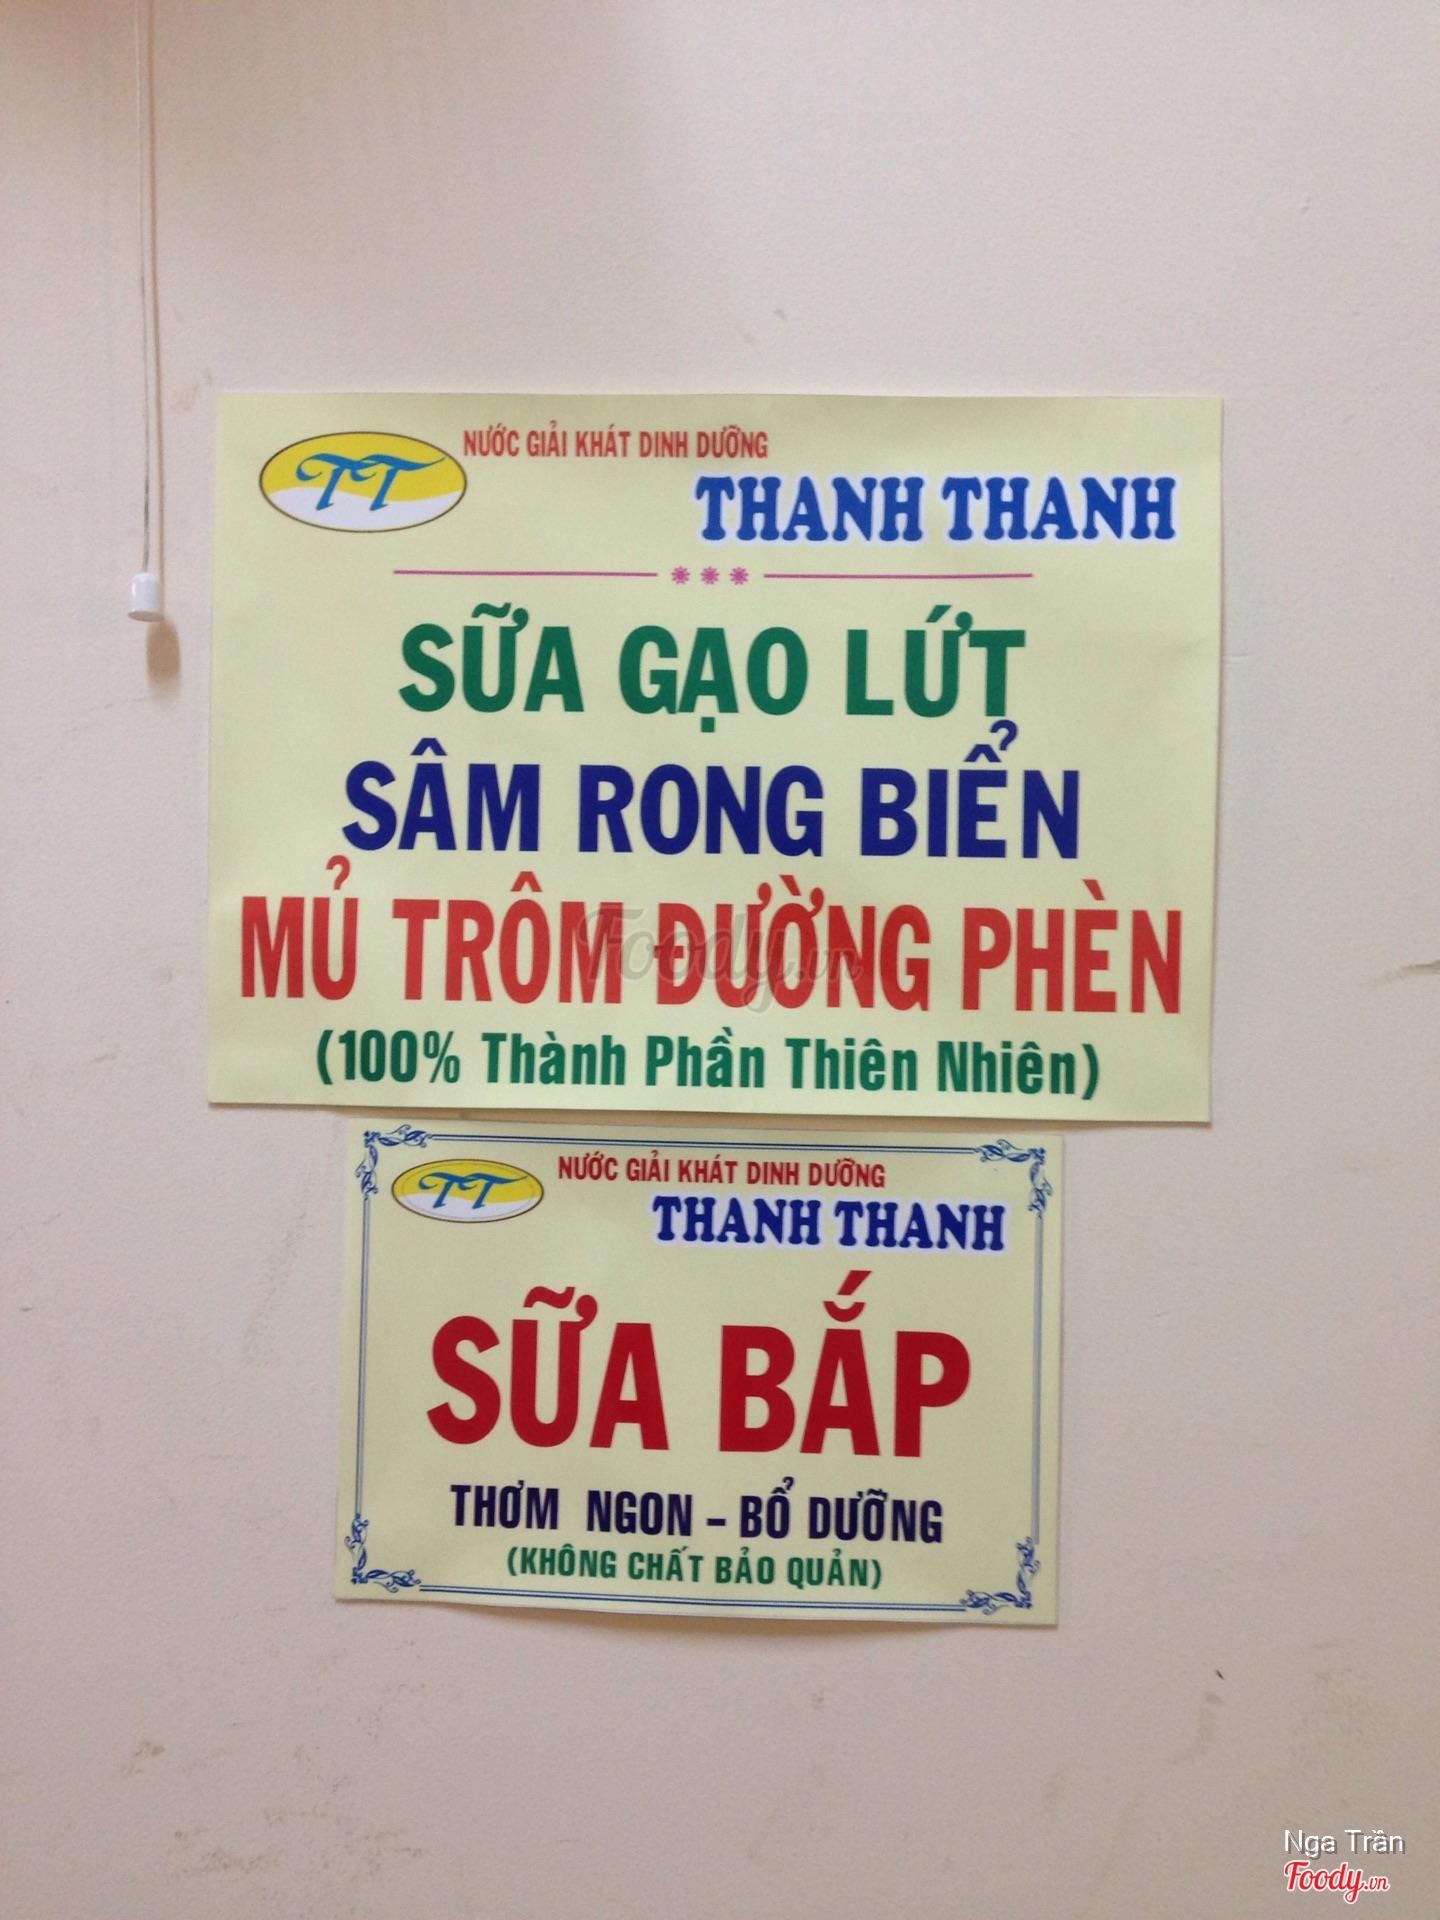 TT
NƯỚC GIẢI KHÁT DINH DƯỠNG
THANH THANH
SỮA GẠO LỨT
SÂM RONG BIỂN
MỦ TRÔM ĐƯỜNG PHÈN
Foody.vn
(100% Thành Phần Thiên Nhiên)
TT
NƯỚC GIẢI KHÁT DINH DƯỠNG
THANH THANH
SỮA BẮP
THƠM NGON - BỔ DƯỠNG
(KHÔNG CHẤT BẢO QUẢN)
Nga Trần
Foody.vn